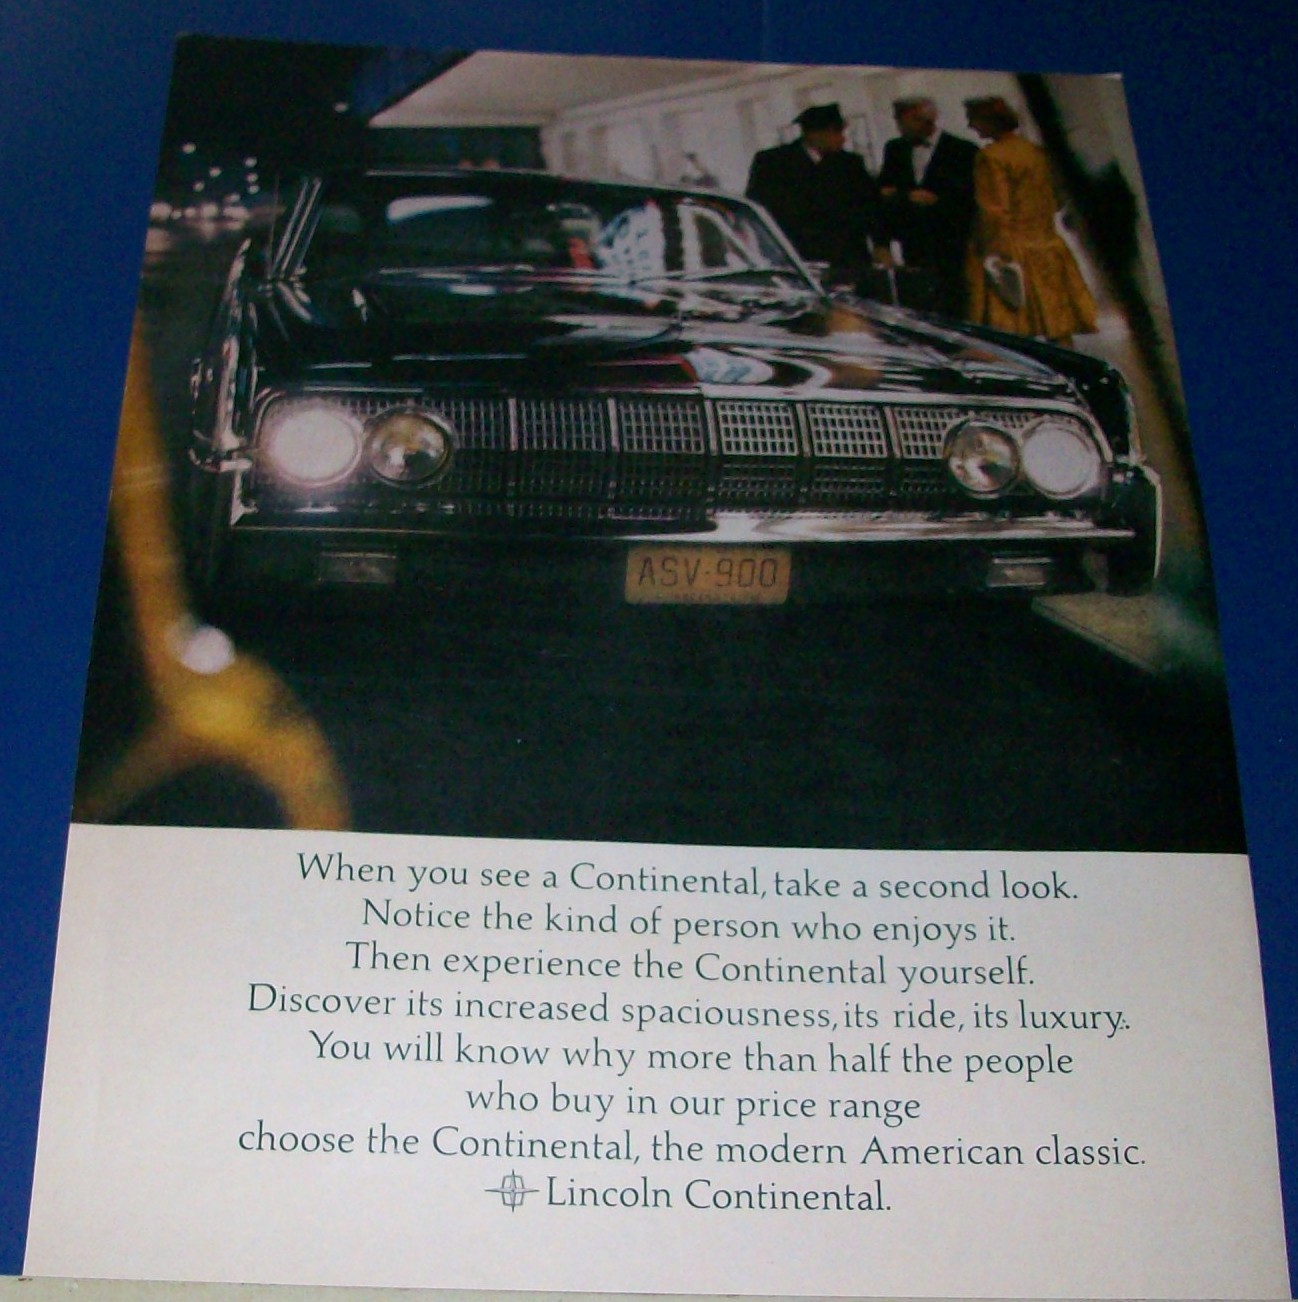 ASV-900
When you see a Continental, take a second look.
Notice the kind of person who enjoys it.
Then experience the Continental yourself.
Discover its increased spaciousness, its ride, its luxury.
You will know why more than half the people
who buy in our price range
choose the Continental, the modern American classic.
Lincoln Continental.